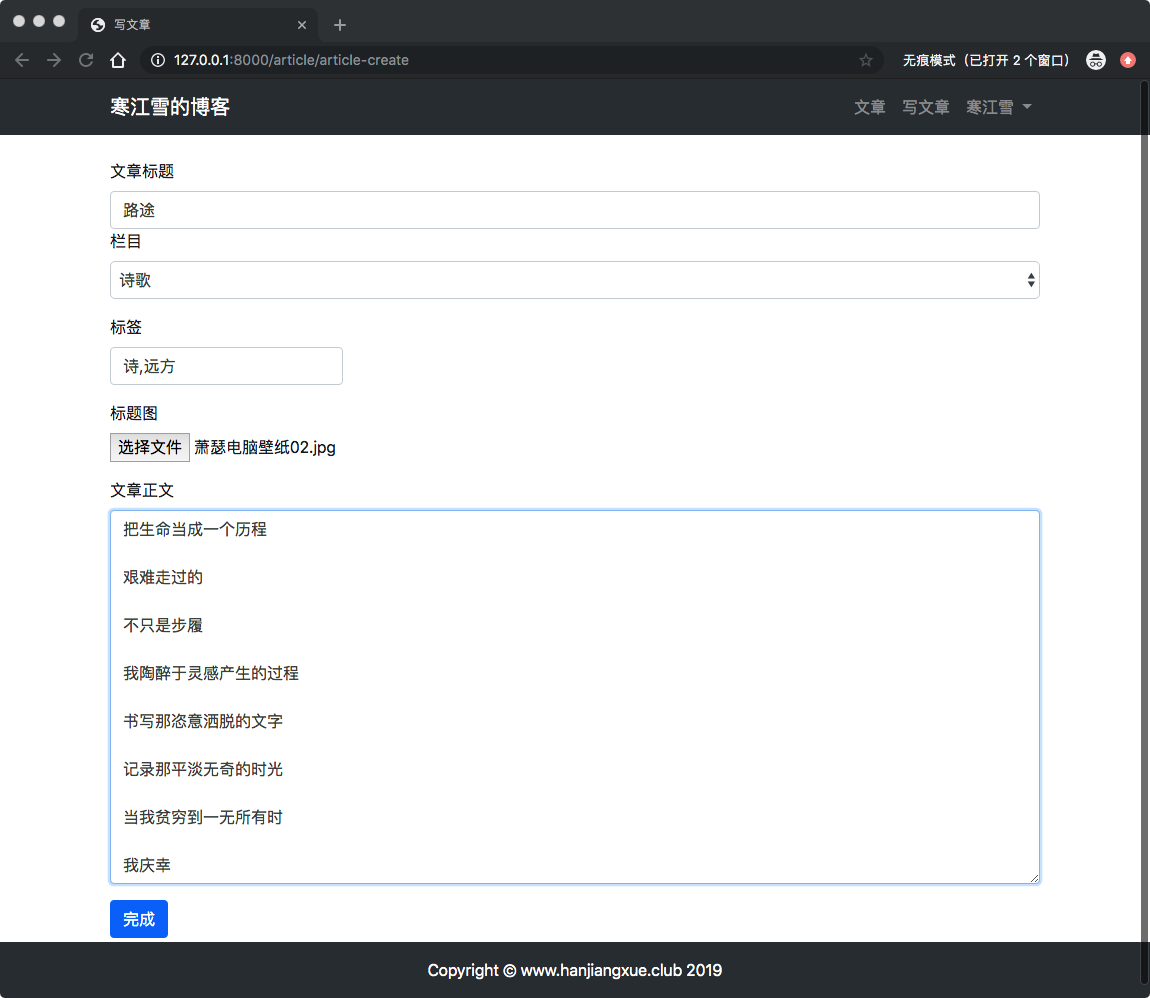 写文章
127.0.0.1:8000/article/article-create
无痕模式（已打开 2 个窗口）
寒江雪的博客
文章 写文章 寒江雪
文章标题
路途
栏目
诗歌
标签
诗,远方
标题图
选择文件 萧瑟电脑壁纸02.jpg
文章正文
把生命当成一个历程
艰难走过的
不只是步履
我陶醉于灵感产生的过程
书写那恣意洒脱的文字
记录那平淡无奇的时光
当我贫穷到一无所有时
我庆幸
完成
Copyright © www.hanjiangxue.club 2019